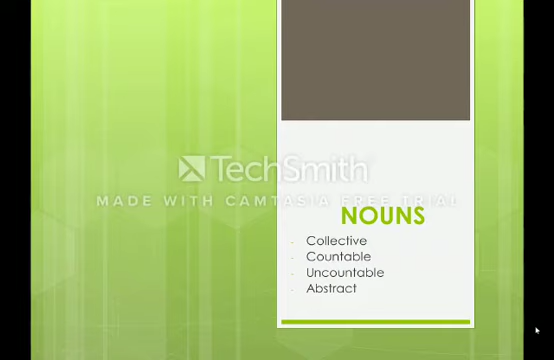 TechSmith
MADE WITH CAMTASIA FREE TRIAL
NOUNS
- Collective
- Countable
- Uncountable
- Abstract